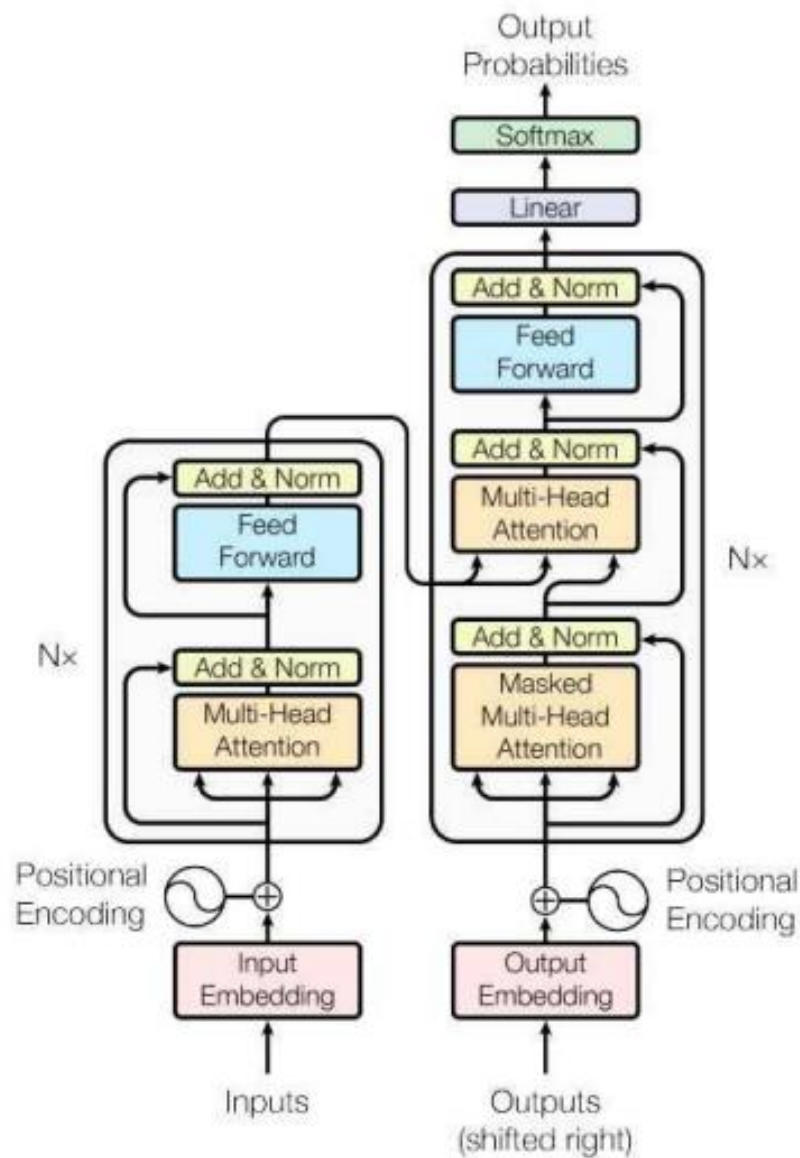 Output
Probabilities
Softmax
Linear
Add & Norm
Feed
Forward
Add & Norm
Multi-Head
Attention
Add & Norm
Masked
Multi-Head
Attention
Nx
Add & Norm
Feed
Forward
Add & Norm
Multi-Head
Attention
Nx
Positional
Encoding
Positional
Encoding
Input
Embedding
Output
Embedding
Inputs
Outputs
(shifted right)